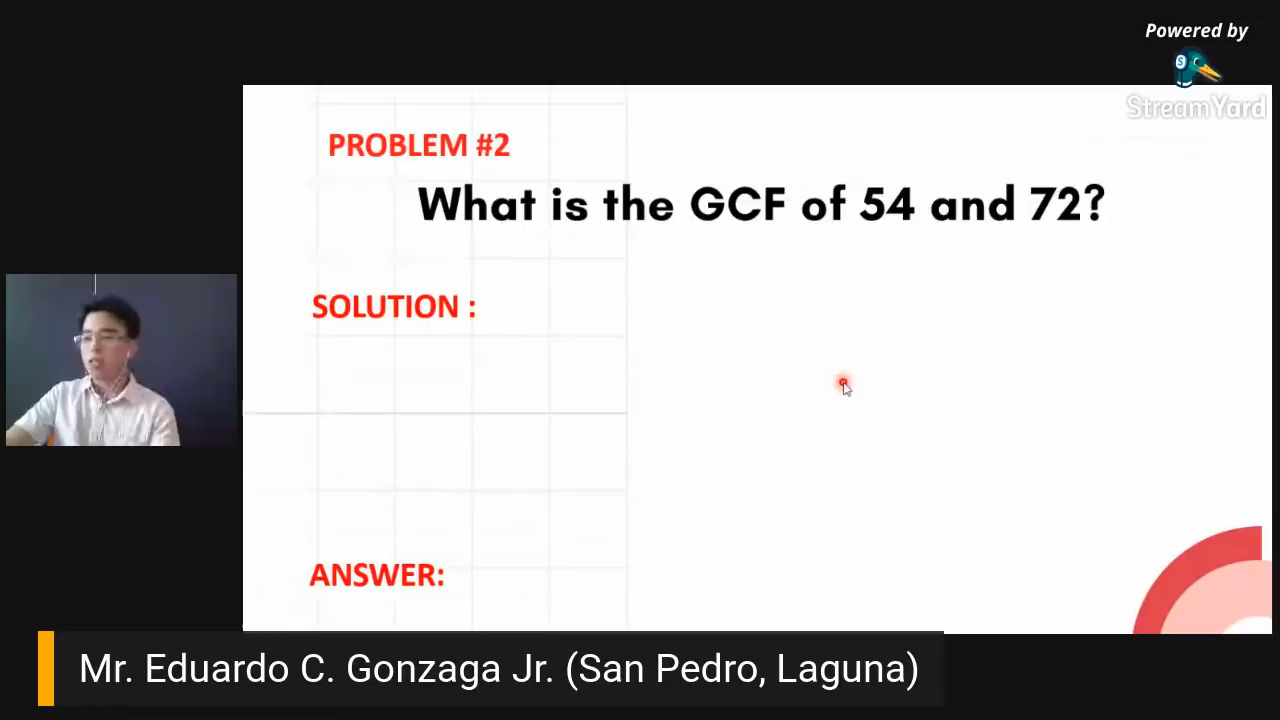 Powered by
StreamYard
PROBLEM #2
What is the GCF of 54 and 72?
SOLUTION :
ANSWER:
Mr. Eduardo C. Gonzaga Jr. (San Pedro, Laguna)